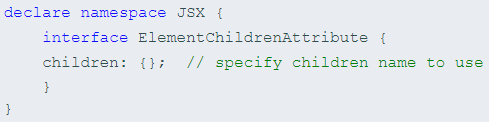 declare namespace JSX {
    interface ElementChildrenAttribute {
    children: {};  // specify children name to use
    }
}